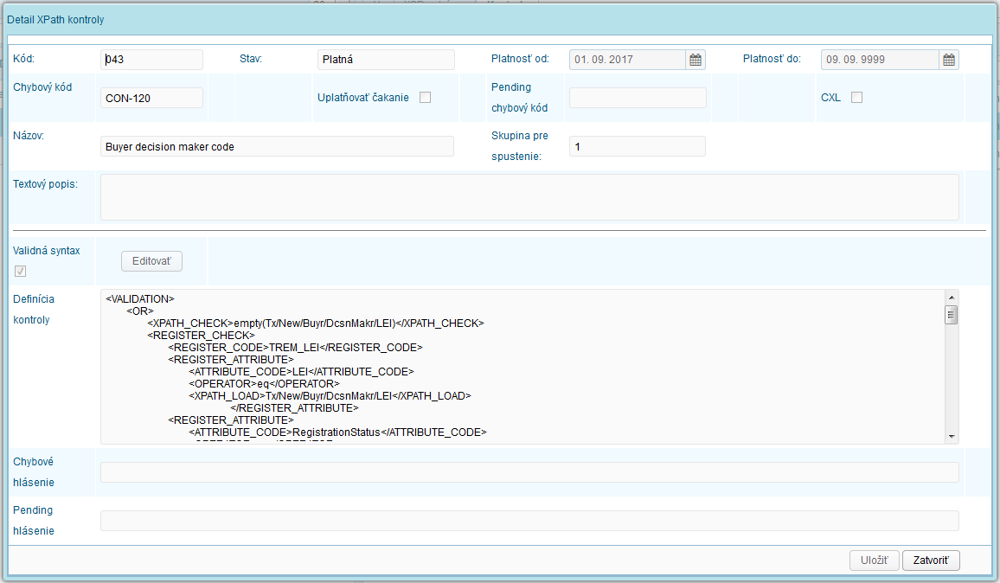 Detail XPath kontroly
Kód: 043 Stav: Platná Platnosť od: 01. 09. 2017 Platnosť do: 09. 09. 9999
Chybový kód CON-120 Uplatňovať čakanie Pending chybový kód CXL
Názov: Buyer decision maker code Skupina pre spustenie: 1
Textový popis:
Validná syntax Editovať
Definícia kontroly
<VALIDATION>
<OR>
<XPATH_CHECK>empty(Tx/New/Buyr/DcsnMakr/LEI)</XPATH_CHECK>
<REGISTER_CHECK>
<REGISTER_CODE>TREM_LEI</REGISTER_CODE>
<REGISTER_ATTRIBUTE>
<ATTRIBUTE_CODE>LEI</ATTRIBUTE_CODE>
<OPERATOR>eq</OPERATOR>
<XPATH_LOAD>Tx/New/Buyr/DcsnMakr/LEI</XPATH_LOAD>
</REGISTER_ATTRIBUTE>
<REGISTER_ATTRIBUTE>
<ATTRIBUTE_CODE>RegistrationStatus</ATTRIBUTE_CODE>
Chybové hlásenie
Pending hlásenie
Uložiť Zatvoriť